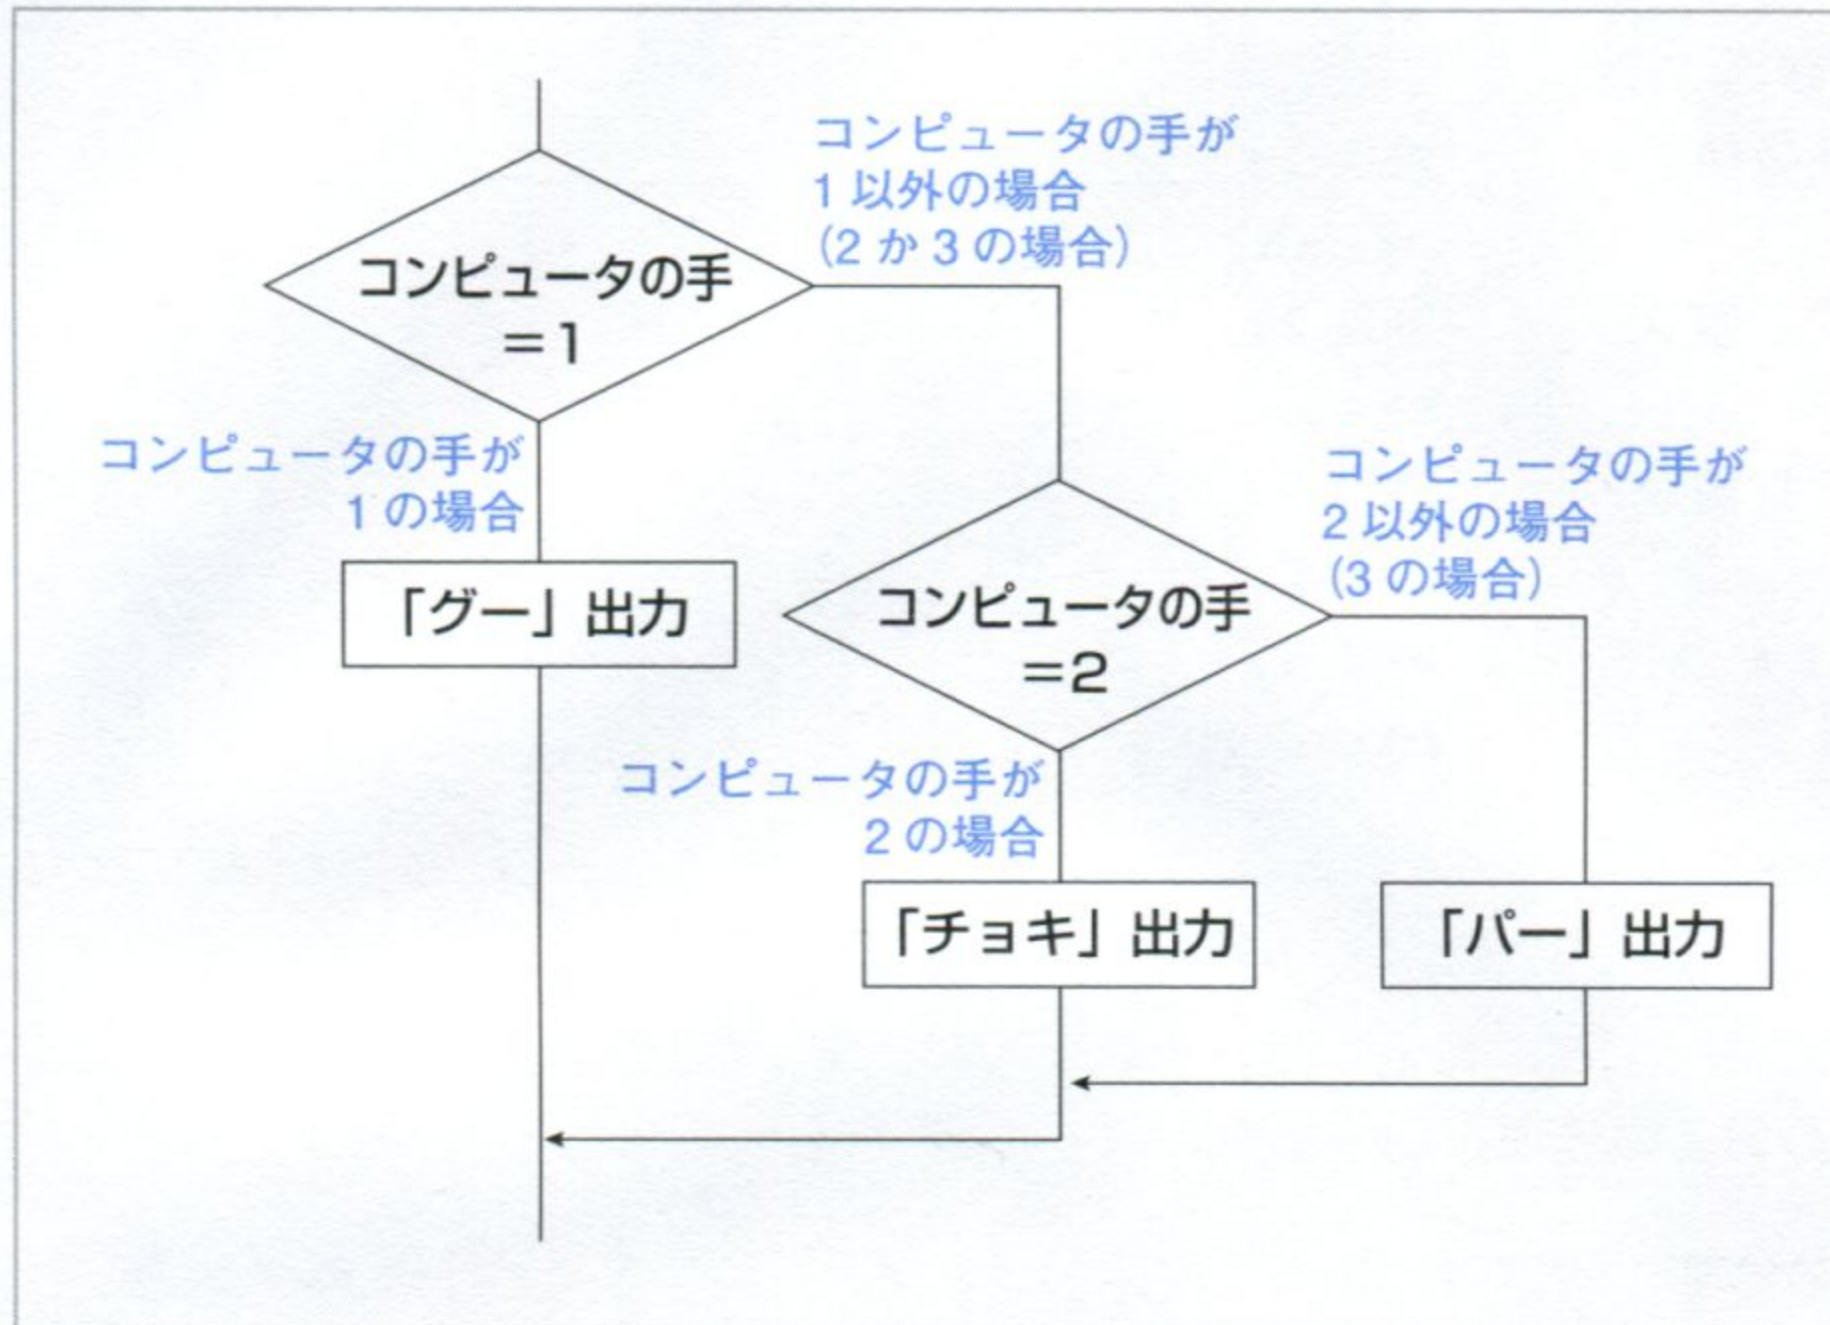 コンピュータの手が
1以外の場合
(2か3の場合)
コンピュータの手
=1
コンピュータの手が
1の場合
「グー」出力
コンピュータの手が
2以外の場合
(3の場合)
コンピュータの手
=2
コンピュータの手が
2の場合
「チョキ」出力
「パー」出力